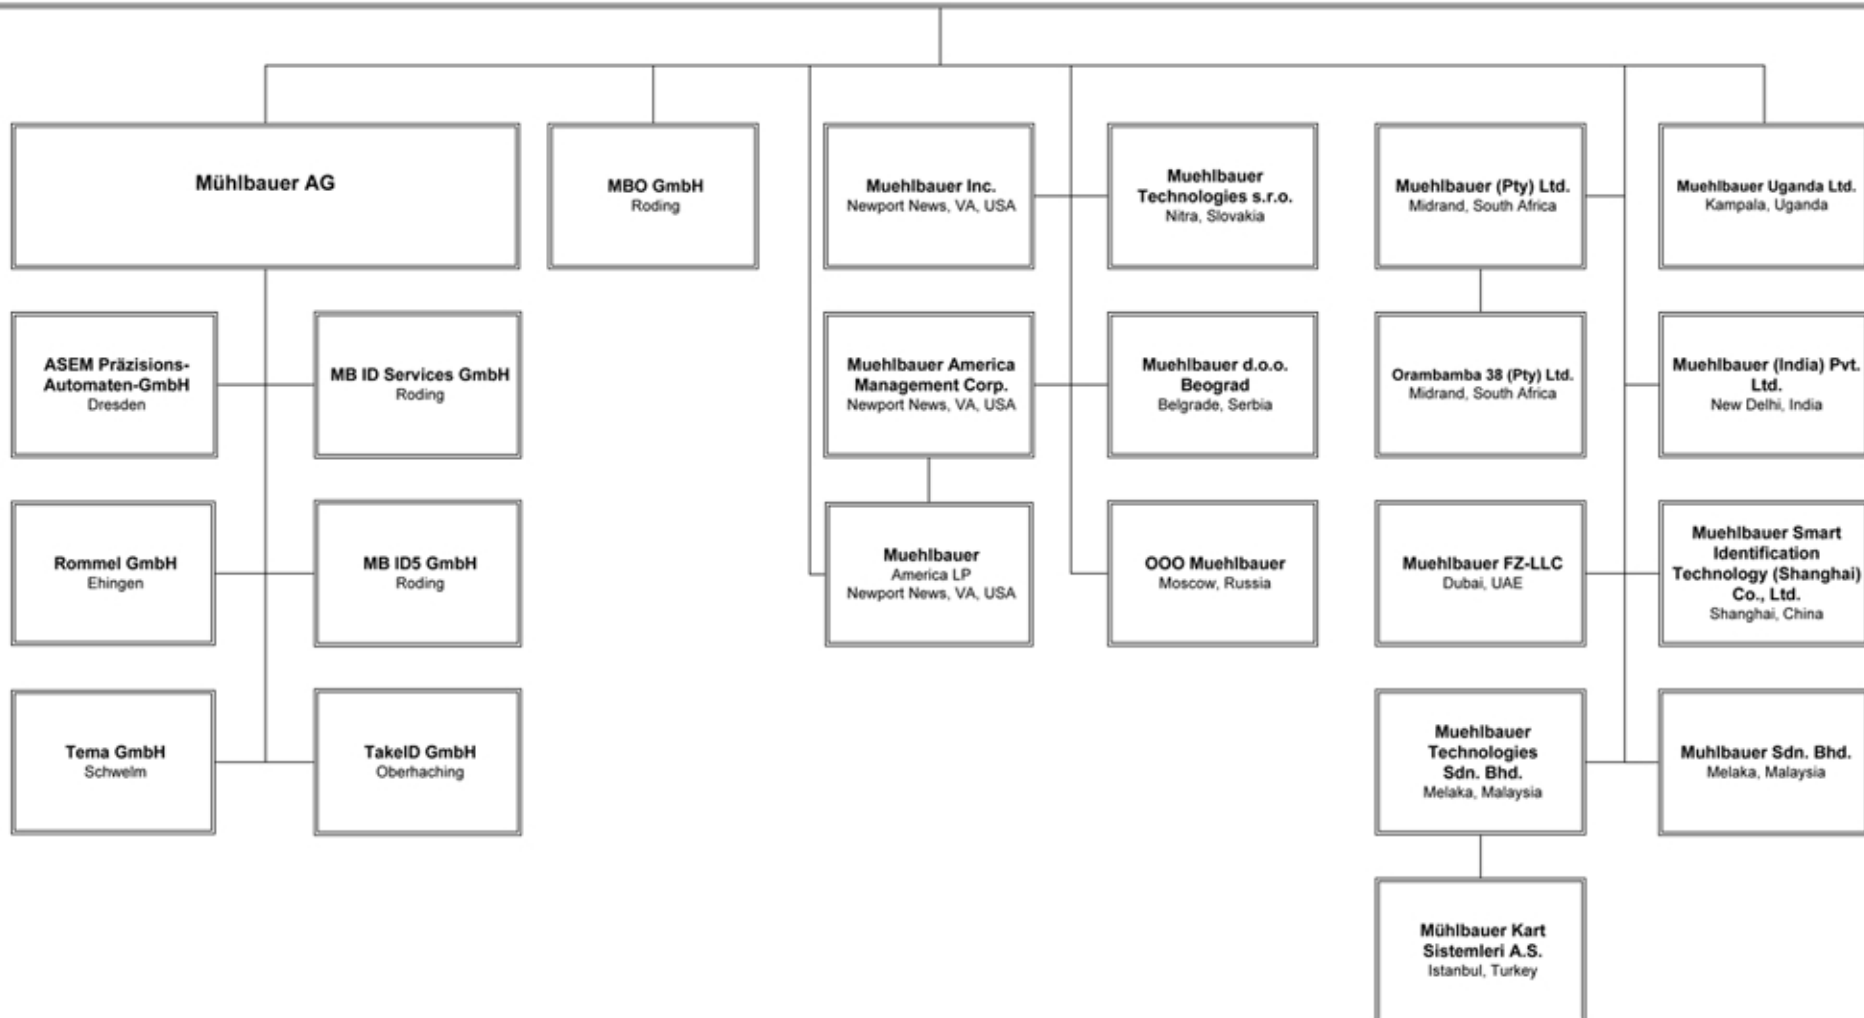 Mühlbauer AG
MBO GmbH
Roding
Muehlbauer Inc.
Newport News, VA, USA
Muehlbauer
Technologies s.r.o.
Nitra, Slovakia
Muehlbauer (Pty) Ltd.
Midrand, South Africa
Muehlbauer Uganda Ltd.
Kampala, Uganda
ASEM Präzisions-
Automaten-GmbH
Dresden
MB ID Services GmbH
Roding
Muehlbauer America
Management Corp.
Newport News, VA, USA
Muehlbauer d.o.o.
Beograd
Belgrade, Serbia
Orambamba 38 (Pty) Ltd.
Midrand, South Africa
Muehlbauer (India) Pvt.
Ltd.
New Delhi, India
Rommel GmbH
Ehingen
MB ID5 GmbH
Roding
Muehlbauer
America LP
Newport News, VA, USA
OOO Muehlbauer
Moscow, Russia
Muehlbauer FZ-LLC
Dubai, UAE
Muehlbauer Smart
Identification
Technology (Shanghai)
Co., Ltd.
Shanghai, China
Tema GmbH
Schwelm
TakeID GmbH
Oberhaching
Muehlbauer
Technologies
Sdn. Bhd.
Melaka, Malaysia
Muhlbauer Sdn. Bhd.
Melaka, Malaysia
Mühlbauer Kart
Sistemleri A.S.
Istanbul, Turkey